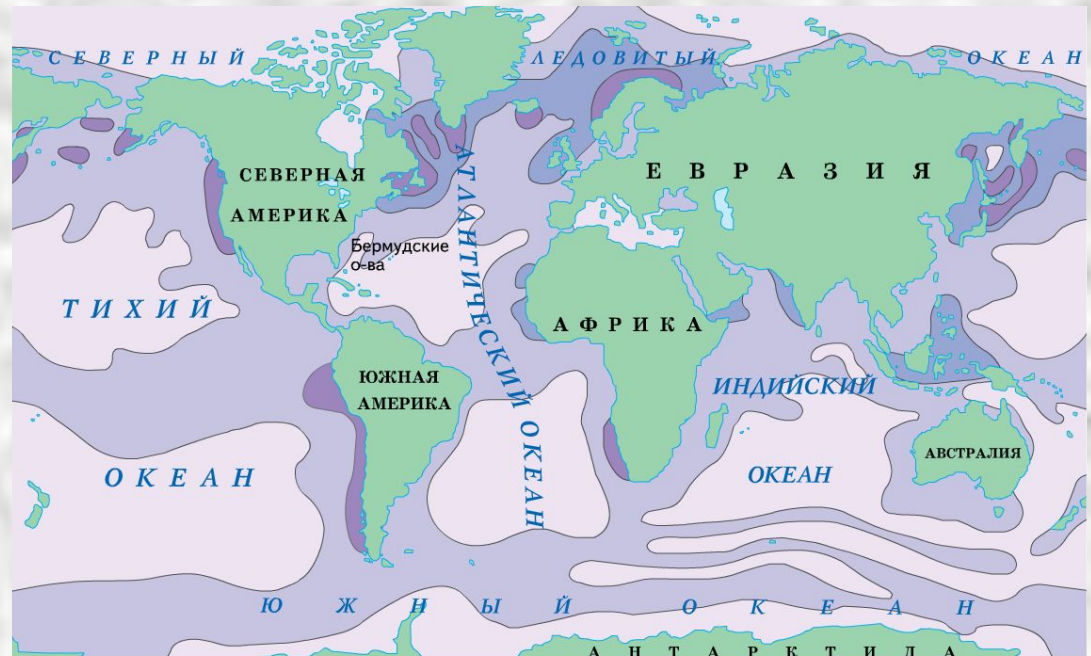 СЕВЕРНЫЙ ЛЕДОВИТЫЙ ОКЕАН
СЕВЕРНАЯ
АМЕРИКА
ЕВРАЗИЯ
АТЛАНТИЧЕСКИЙ ОКЕАН
Бермудские
о-ва
ТИХИЙ
АФРИКА
ЮЖНАЯ
АМЕРИКА
ИНДИЙСКИЙ
АВСТРАЛИЯ
ОКЕАН
ОКЕАН
ЮЖНЫЙ ОКЕАН
АНТАРКТИДА